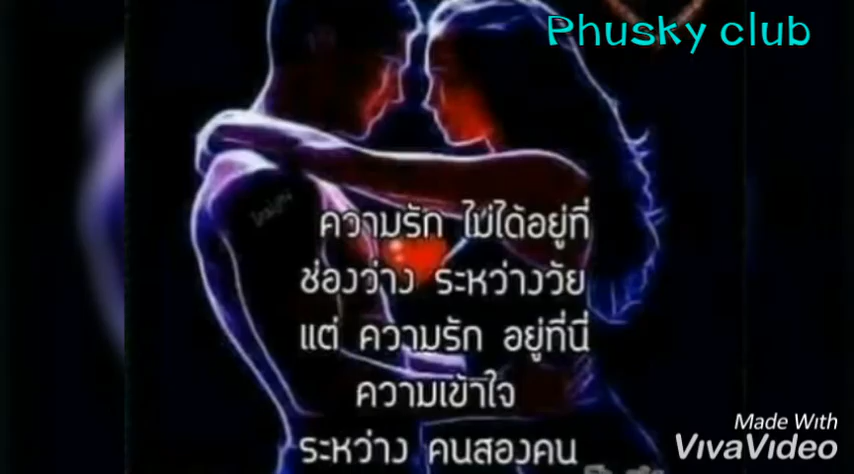 Phusky club
ความรัก ไม่ได้อยู่ที่
ช่องว่าง ระหว่างวัย
แต่ ความรัก อยู่ที่นี่
ความเข้าใจ
ระหว่าง คนสองคน
Made With
VivaVideo